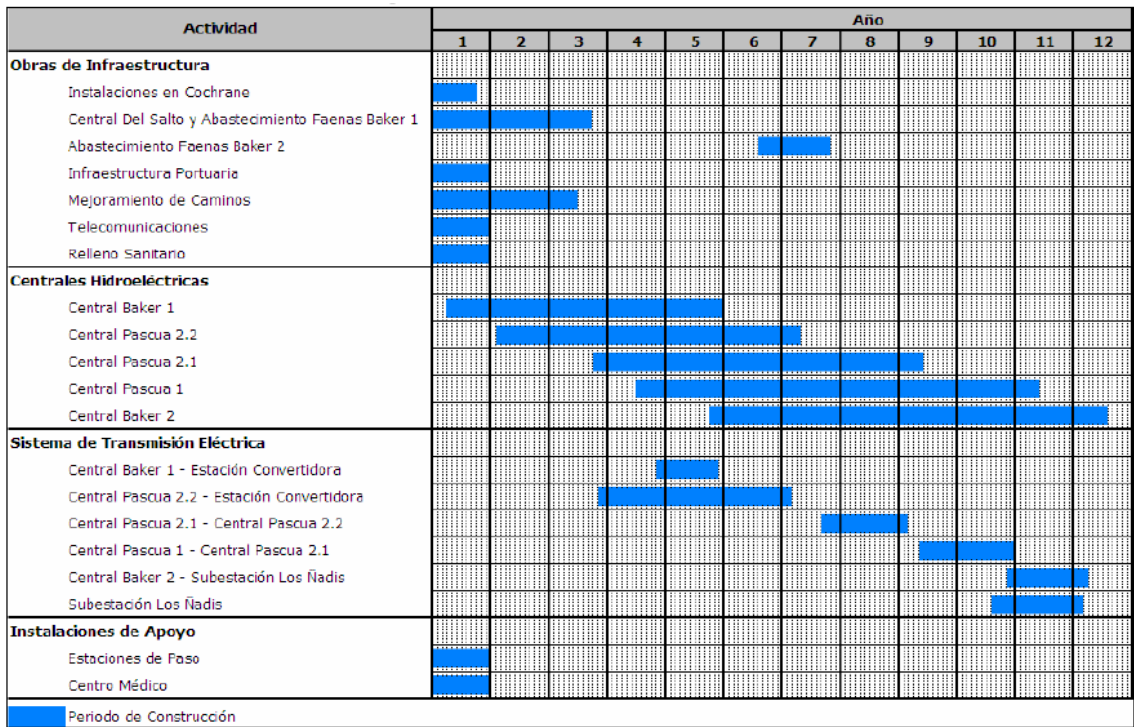 Actividad
Año
1 2 3 4 5 6 7 8 9 10 11 12
Obras de Infraestructura
Instalaciones en Cochrane
Central Del Salto y Abastecimiento Faenas Baker 1
Abastecimiento Faenas Baker 2
Infraestructura Portuaria
Mejoramiento de Caminos
Telecomunicaciones
Relleno Sanitario
Centrales Hidroeléctricas
Central Baker 1
Central Pascua 2.2
Central Pascua 2.1
Central Pascua 1
Central Baker 2
Sistema de Transmisión Eléctrica
Central Baker 1 - Estación Convertidora
Central Pascua 2.2 - Estación Convertidora
Central Pascua 2.1 - Central Pascua 2.2
Central Pascua 1 - Central Pascua 2.1
Central Baker 2 - Subestación Los Ñadis
Subestación Los Ñadis
Instalaciones de Apoyo
Estaciones de Paso
Centro Médico
Periodo de Construcción